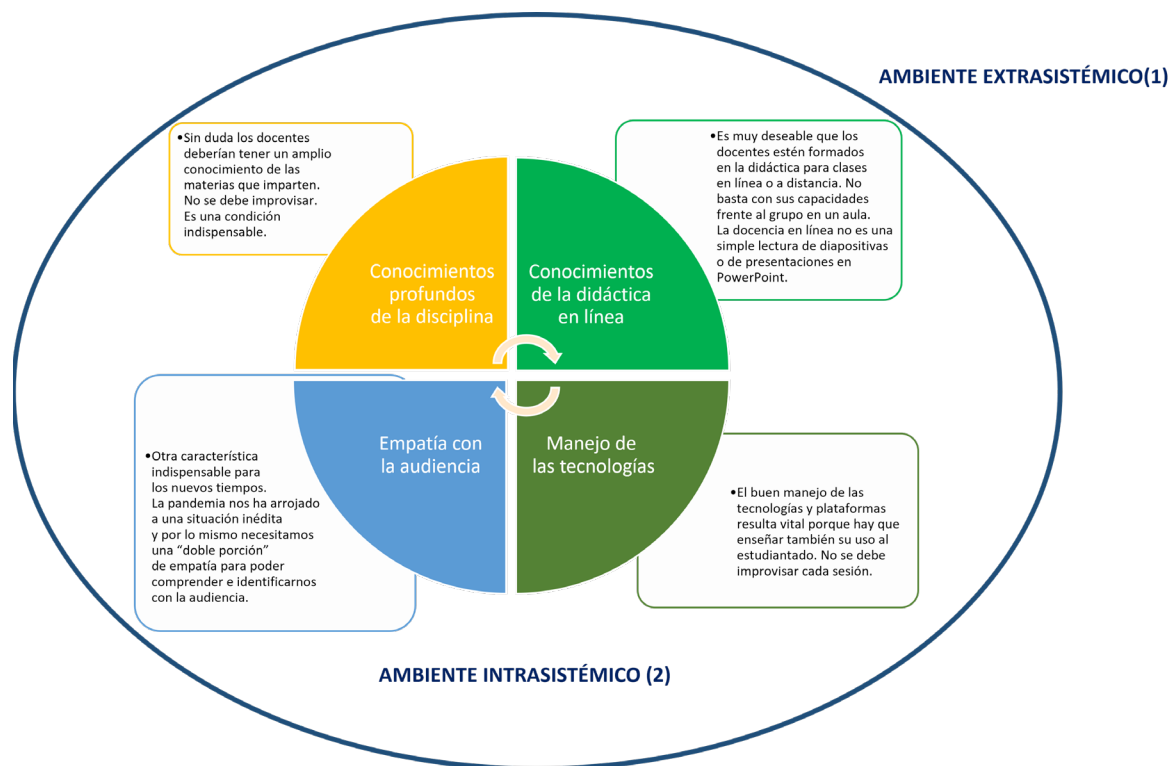 AMBIENTE EXTRASISTÉMICO(1)
•Sin duda los docentes
deberían tener un amplio
conocimiento de las
materias que imparten.
No se debe improvisar.
Es una condición
indispensable.
•Es muy deseable que los
docentes estén formados
en la didáctica para clases
en línea o a distancia. No
basta con sus capacidades
frente al grupo en un aula.
La docencia en línea no es una
simple lectura de diapositivas
o de presentaciones en
PowerPoint.
Conocimientos
profundos
de la disciplina
Conocimientos
de la didáctica
en línea
Empatía con
la audiencia
Manejo de
las tecnologías
•Otra característica
indispensable para
los nuevos tiempos.
La pandemia nos ha arrojado
a una situación inédita
y por lo mismo necesitamos
una “doble porción”
de empatía para poder
comprender e identificarnos
con la audiencia.
•El buen manejo de las
tecnologías y plataformas
resulta vital porque hay que
enseñar también su uso al
estudiantado. No se debe
improvisar cada sesión.
AMBIENTE INTRASISTÉMICO (2)